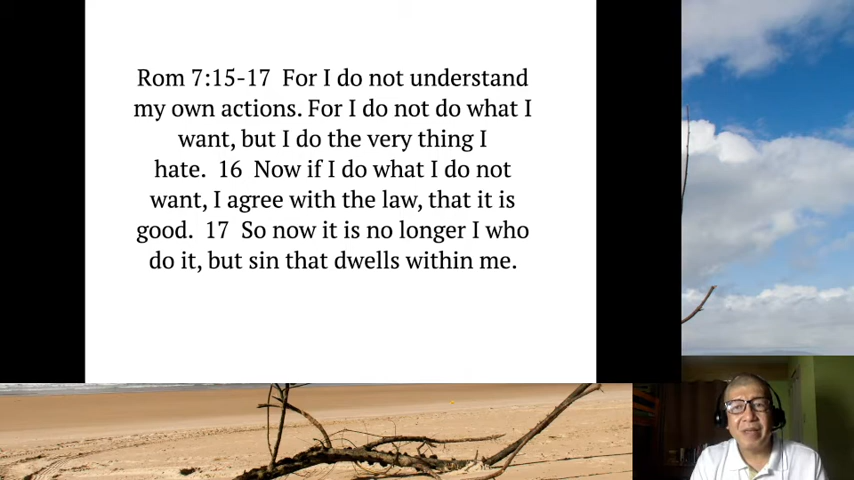 Rom 7:15-17  For I do not understand
my own actions. For I do not do what I
want, but I do the very thing I
hate.  16  Now if I do what I do not
want, I agree with the law, that it is
good.  17  So now it is no longer I who
do it, but sin that dwells within me.